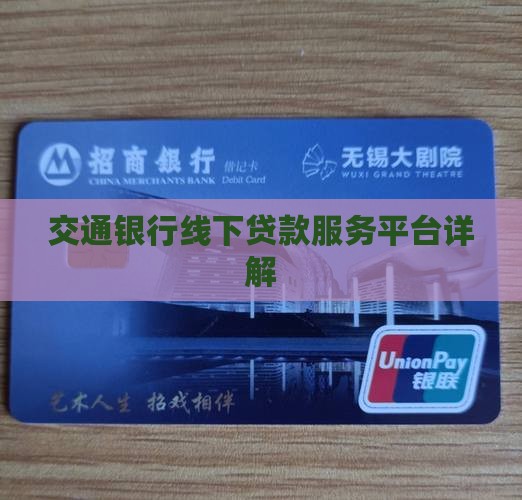 招商銀行 借记卡
CHINA MERCHANTS BANK Debit Card
无锡大剧院
WUXI GRAND THEATRE
交通银行线下贷款服务平台详
解
UnionPay
银联
艺术人生 招戏相伴